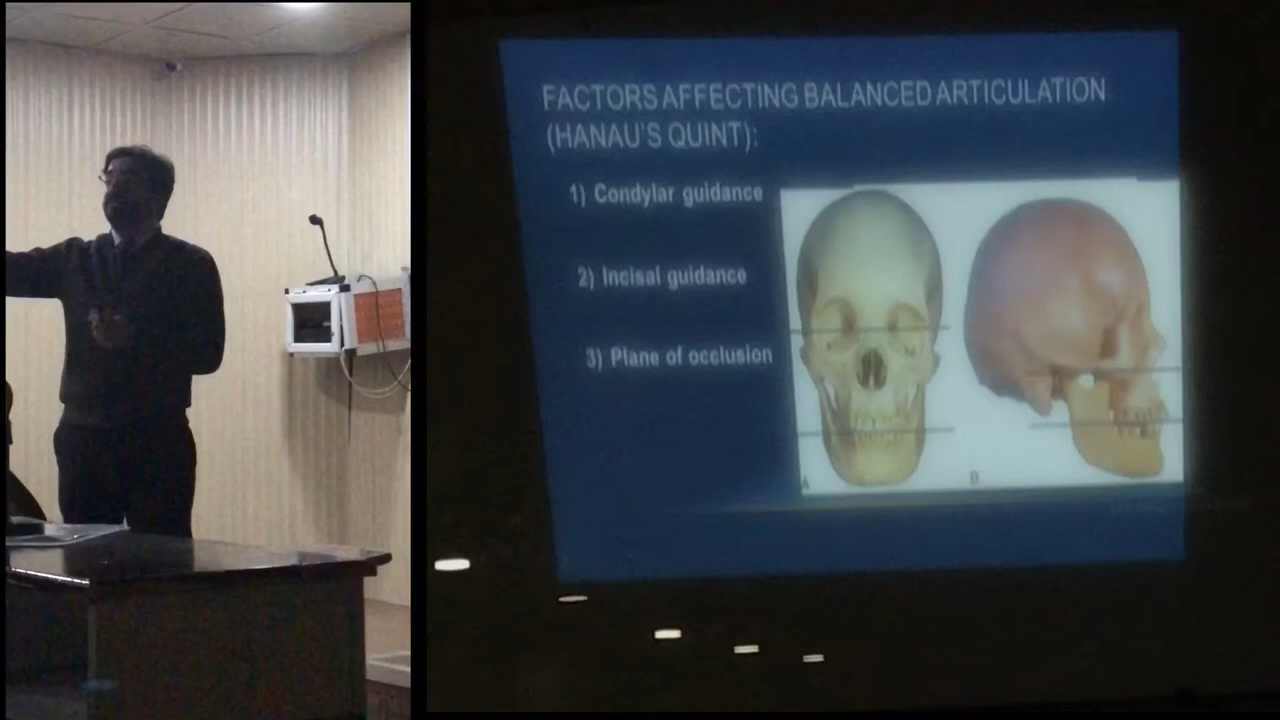 FACTORS AFFECTING BALANCED ARTICULATION
(HANAU'S QUINT):
1) Condylar guidance
2) Incisal guidance
3) Plane of occlusion
A
B